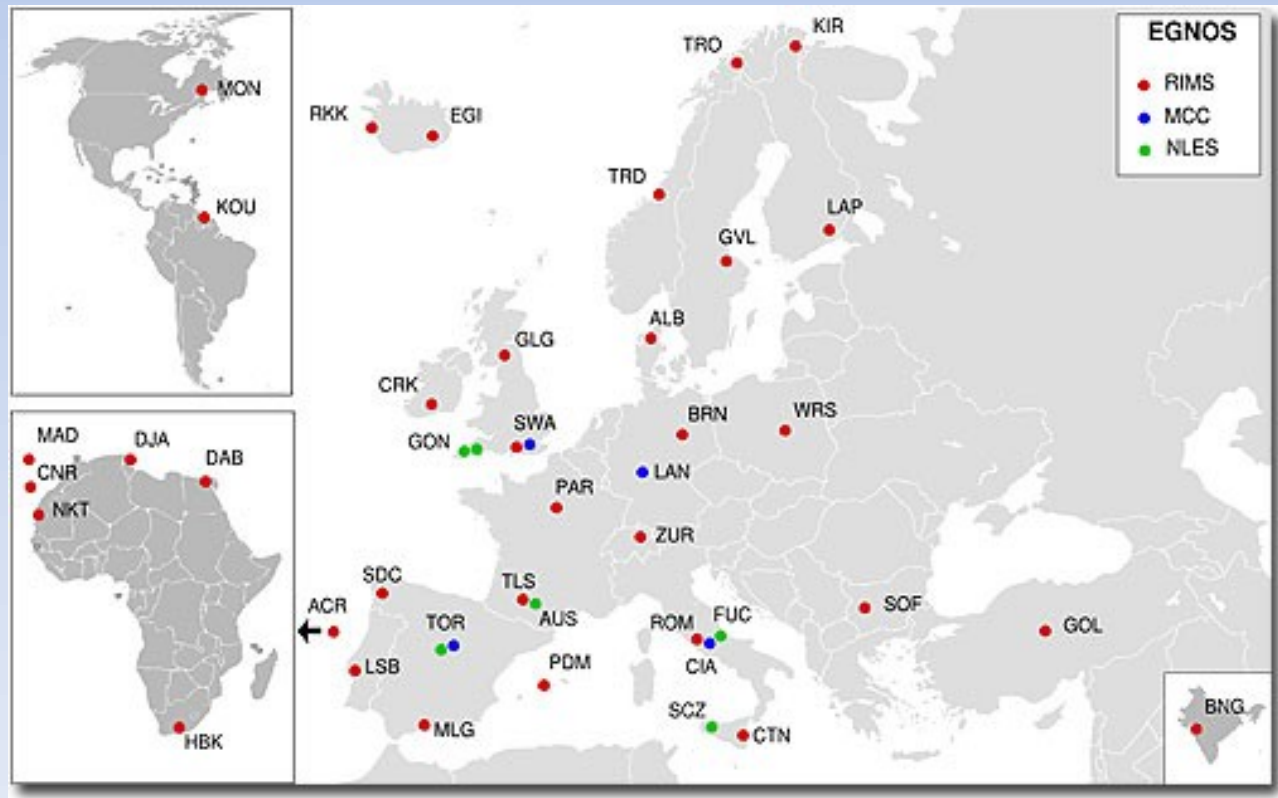 EGNOS
RIMS
MCC
NLES
MON
KOU
TRO
KIR
RKK
EGI
TRD
LAP
GVL
ALB
GLG
CRK
SWA
GON
BRN
WRS
LAN
PAR
ZUR
MAD
DJA
CNR
DAB
NKT
HBK
SDC
TLS
AUS
ACR
TOR
LSB
PDM
MLG
ROM
FUC
CIA
SCZ
CTN
SOF
GOL
BNG